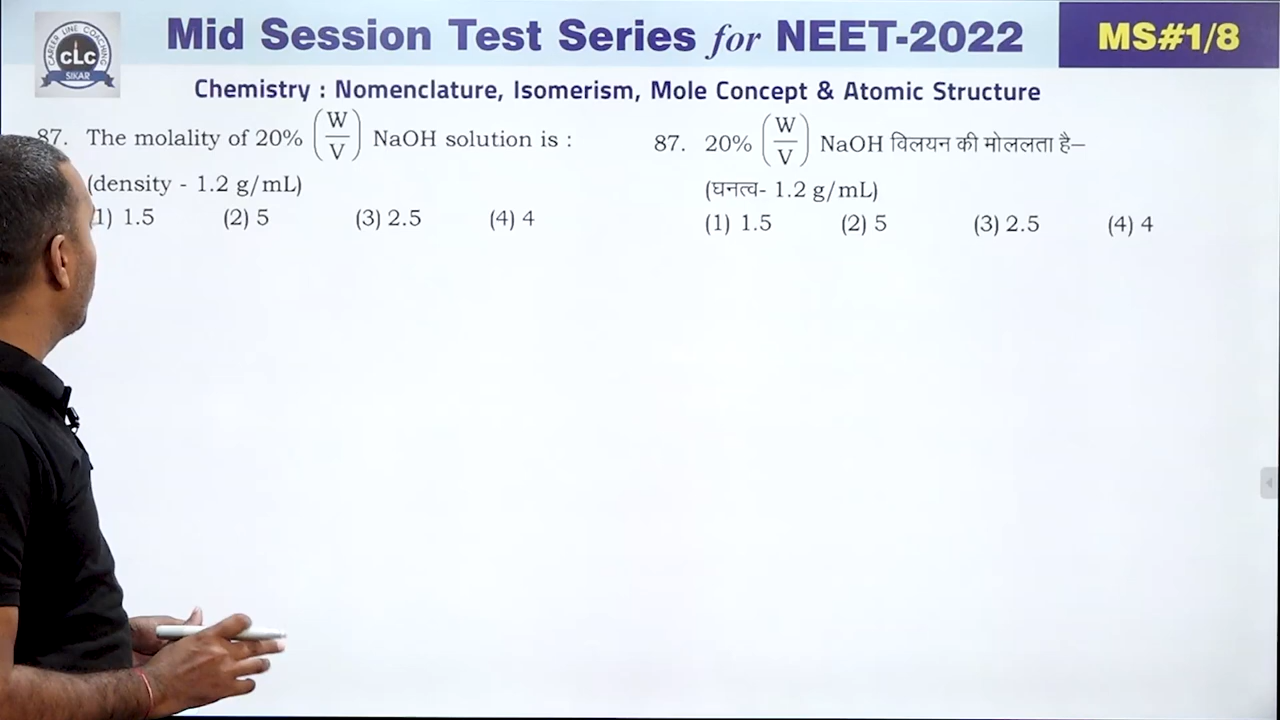 CAREER LINE COACHING
CLC
SIKAR
Mid Session Test Series for NEET-2022
MS#1/8
Chemistry : Nomenclature, Isomerism, Mole Concept & Atomic Structure
87. The molality of 20% (W/V) NaOH solution is :
(density - 1.2 g/mL)
(1) 1.5 (2) 5 (3) 2.5 (4) 4
87. 20% (W/V) NaOH विलयन की मोललता है–
(घनत्व- 1.2 g/mL)
(1) 1.5 (2) 5 (3) 2.5 (4) 4